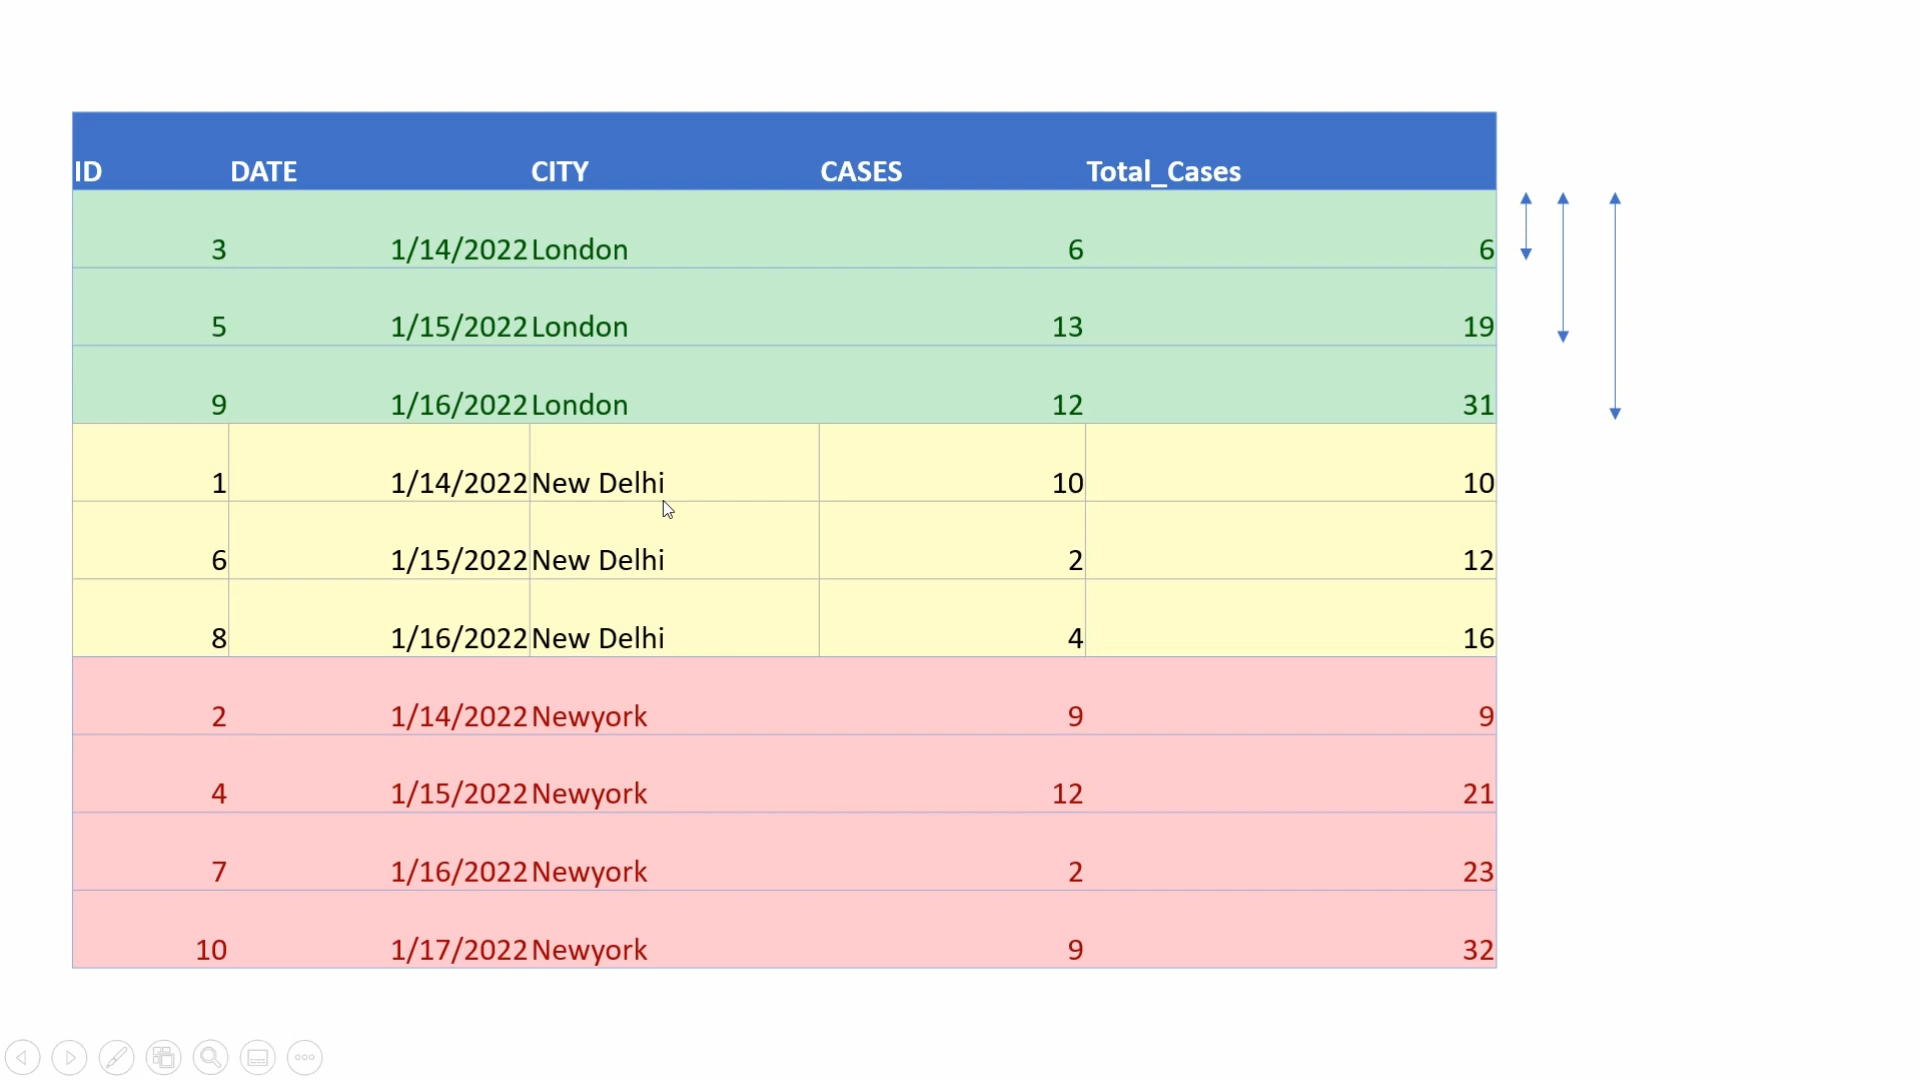 ID DATE CITY CASES Total_Cases
3 1/14/2022 London 6 6
5 1/15/2022 London 13 19
9 1/16/2022 London 12 31
1 1/14/2022 New Delhi 10 10
6 1/15/2022 New Delhi 2 12
8 1/16/2022 New Delhi 4 16
2 1/14/2022 Newyork 9 9
4 1/15/2022 Newyork 12 21
7 1/16/2022 Newyork 2 23
10 1/17/2022 Newyork 9 32